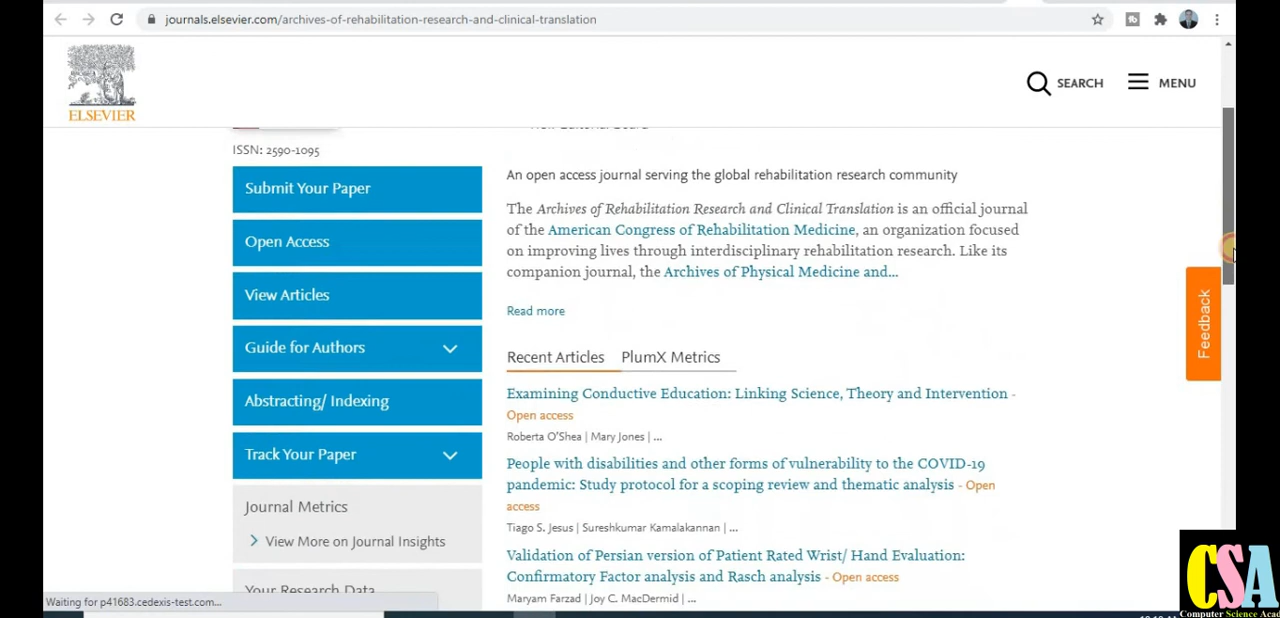 journals.elsevier.com/archives-of-rehabilitation-research-and-clinical-translation
ELSEVIER
SEARCH
MENU
ISSN: 2590-1095
Submit Your Paper
Open Access
View Articles
Guide for Authors
Abstracting/ Indexing
Track Your Paper
Journal Metrics
View More on Journal Insights
Your Research Data
Editorial Board
An open access journal serving the global rehabilitation research community
The Archives of Rehabilitation Research and Clinical Translation is an official journal
of the American Congress of Rehabilitation Medicine, an organization focused
on improving lives through interdisciplinary rehabilitation research. Like its
companion journal, the Archives of Physical Medicine and...
Read more
Recent Articles PlumX Metrics
Examining Conductive Education: Linking Science, Theory and Intervention -
Open access
Roberta O'Shea | Mary Jones | ...
People with disabilities and other forms of vulnerability to the COVID-19
pandemic: Study protocol for a scoping review and thematic analysis - Open
access
Tiago S. Jesus | Sureshkumar Kamalakannan | ...
Validation of Persian version of Patient Rated Wrist/ Hand Evaluation:
Confirmatory Factor analysis and Rasch analysis - Open access
Maryam Farzad | Joy C. MacDermid | ...
Feedback
Waiting for p41683.cedexis-test.com...
CSA
Computer Science Acad